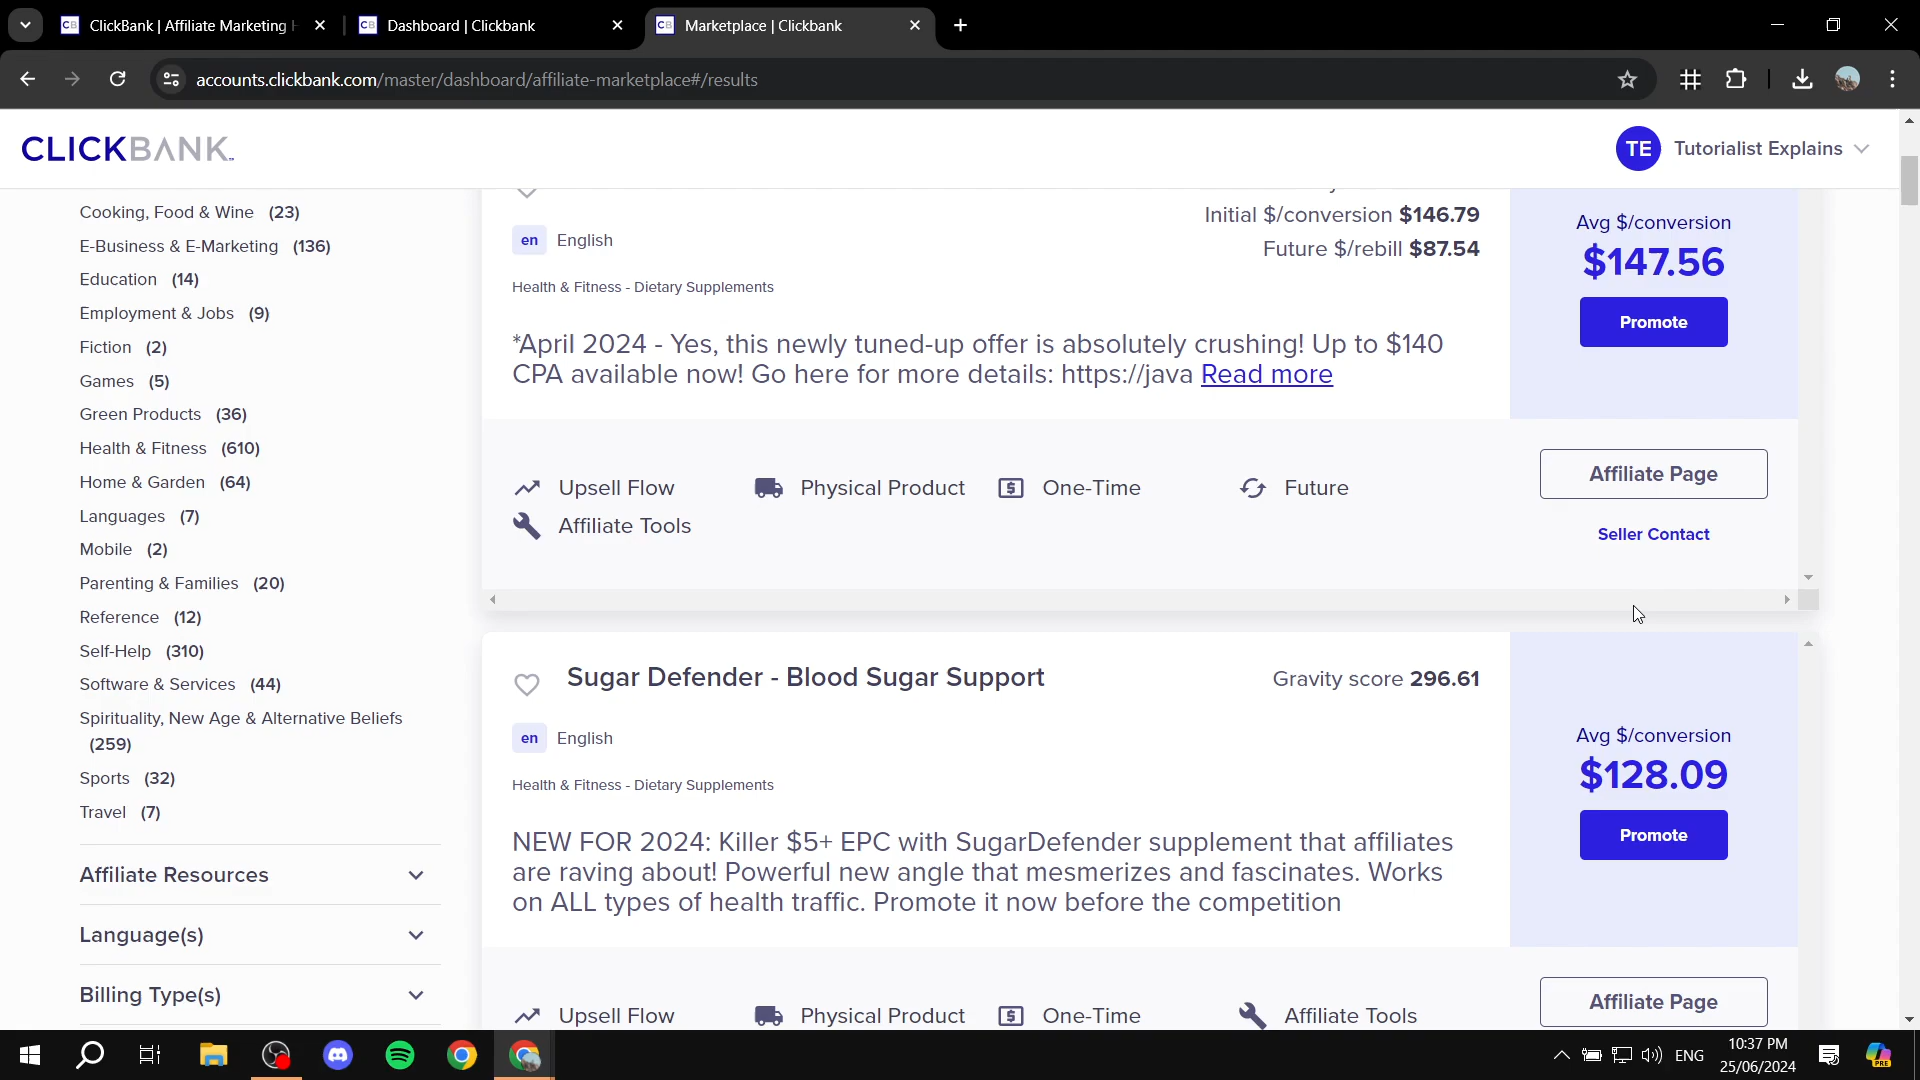 ClickBank | Affiliate Marketing
Dashboard | Clickbank
Marketplace | Clickbank
accounts.clickbank.com/master/dashboard/affiliate-marketplace#/results
CLICKBANK
TE
Tutorialist Explains
Cooking, Food & Wine (23)
E-Business & E-Marketing (136)
Education (14)
Employment & Jobs (9)
Fiction (2)
Games (5)
Green Products (36)
Health & Fitness (610)
Home & Garden (64)
Languages (7)
Mobile (2)
Parenting & Families (20)
Reference (12)
Self-Help (310)
Software & Services (44)
Spirituality, New Age & Alternative Beliefs
(259)
Sports (32)
Travel (7)
Affiliate Resources
Language(s)
Billing Type(s)
Initial $/conversion $146.79
en English
Future $/rebill $87.54
Health & Fitness - Dietary Supplements
*April 2024 - Yes, this newly tuned-up offer is absolutely crushing! Up to $140
CPA available now! Go here for more details: https://java Read more
Avg $/conversion
$147.56
Promote
Upsell Flow
Physical Product
One-Time
Future
Affiliate Tools
Affiliate Page
Seller Contact
Sugar Defender - Blood Sugar Support
Gravity score 296.61
en English
Health & Fitness - Dietary Supplements
NEW FOR 2024: Killer $5+ EPC with SugarDefender supplement that affiliates
are raving about! Powerful new angle that mesmerizes and fascinates. Works
on ALL types of health traffic. Promote it now before the competition
Avg $/conversion
$128.09
Promote
Upsell Flow
Physical Product
One-Time
Affiliate Tools
Affiliate Page
ENG
10:37 PM
25/06/2024
PRE